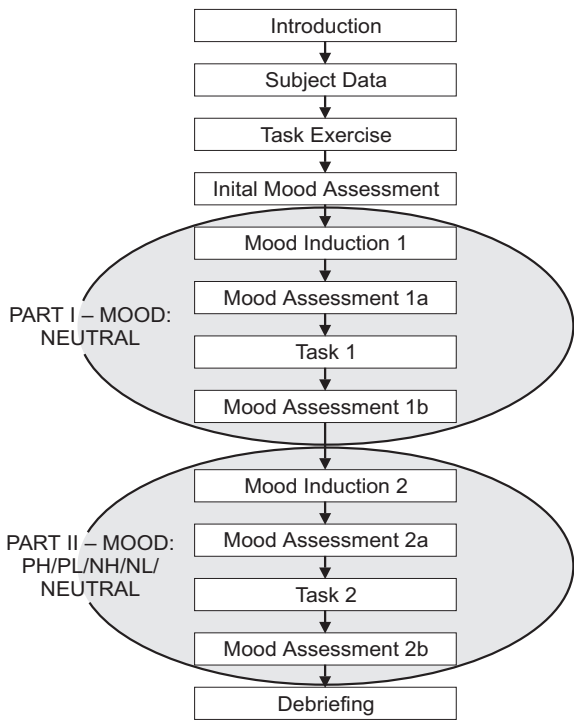 Introduction
Subject Data
Task Exercise
Inital Mood Assessment
Mood Induction 1
Mood Assessment 1a
PART I – MOOD:
NEUTRAL
Task 1
Mood Assessment 1b
Mood Induction 2
Mood Assessment 2a
PART II – MOOD:
PH/PL/NH/NL/
NEUTRAL
Task 2
Mood Assessment 2b
Debriefing